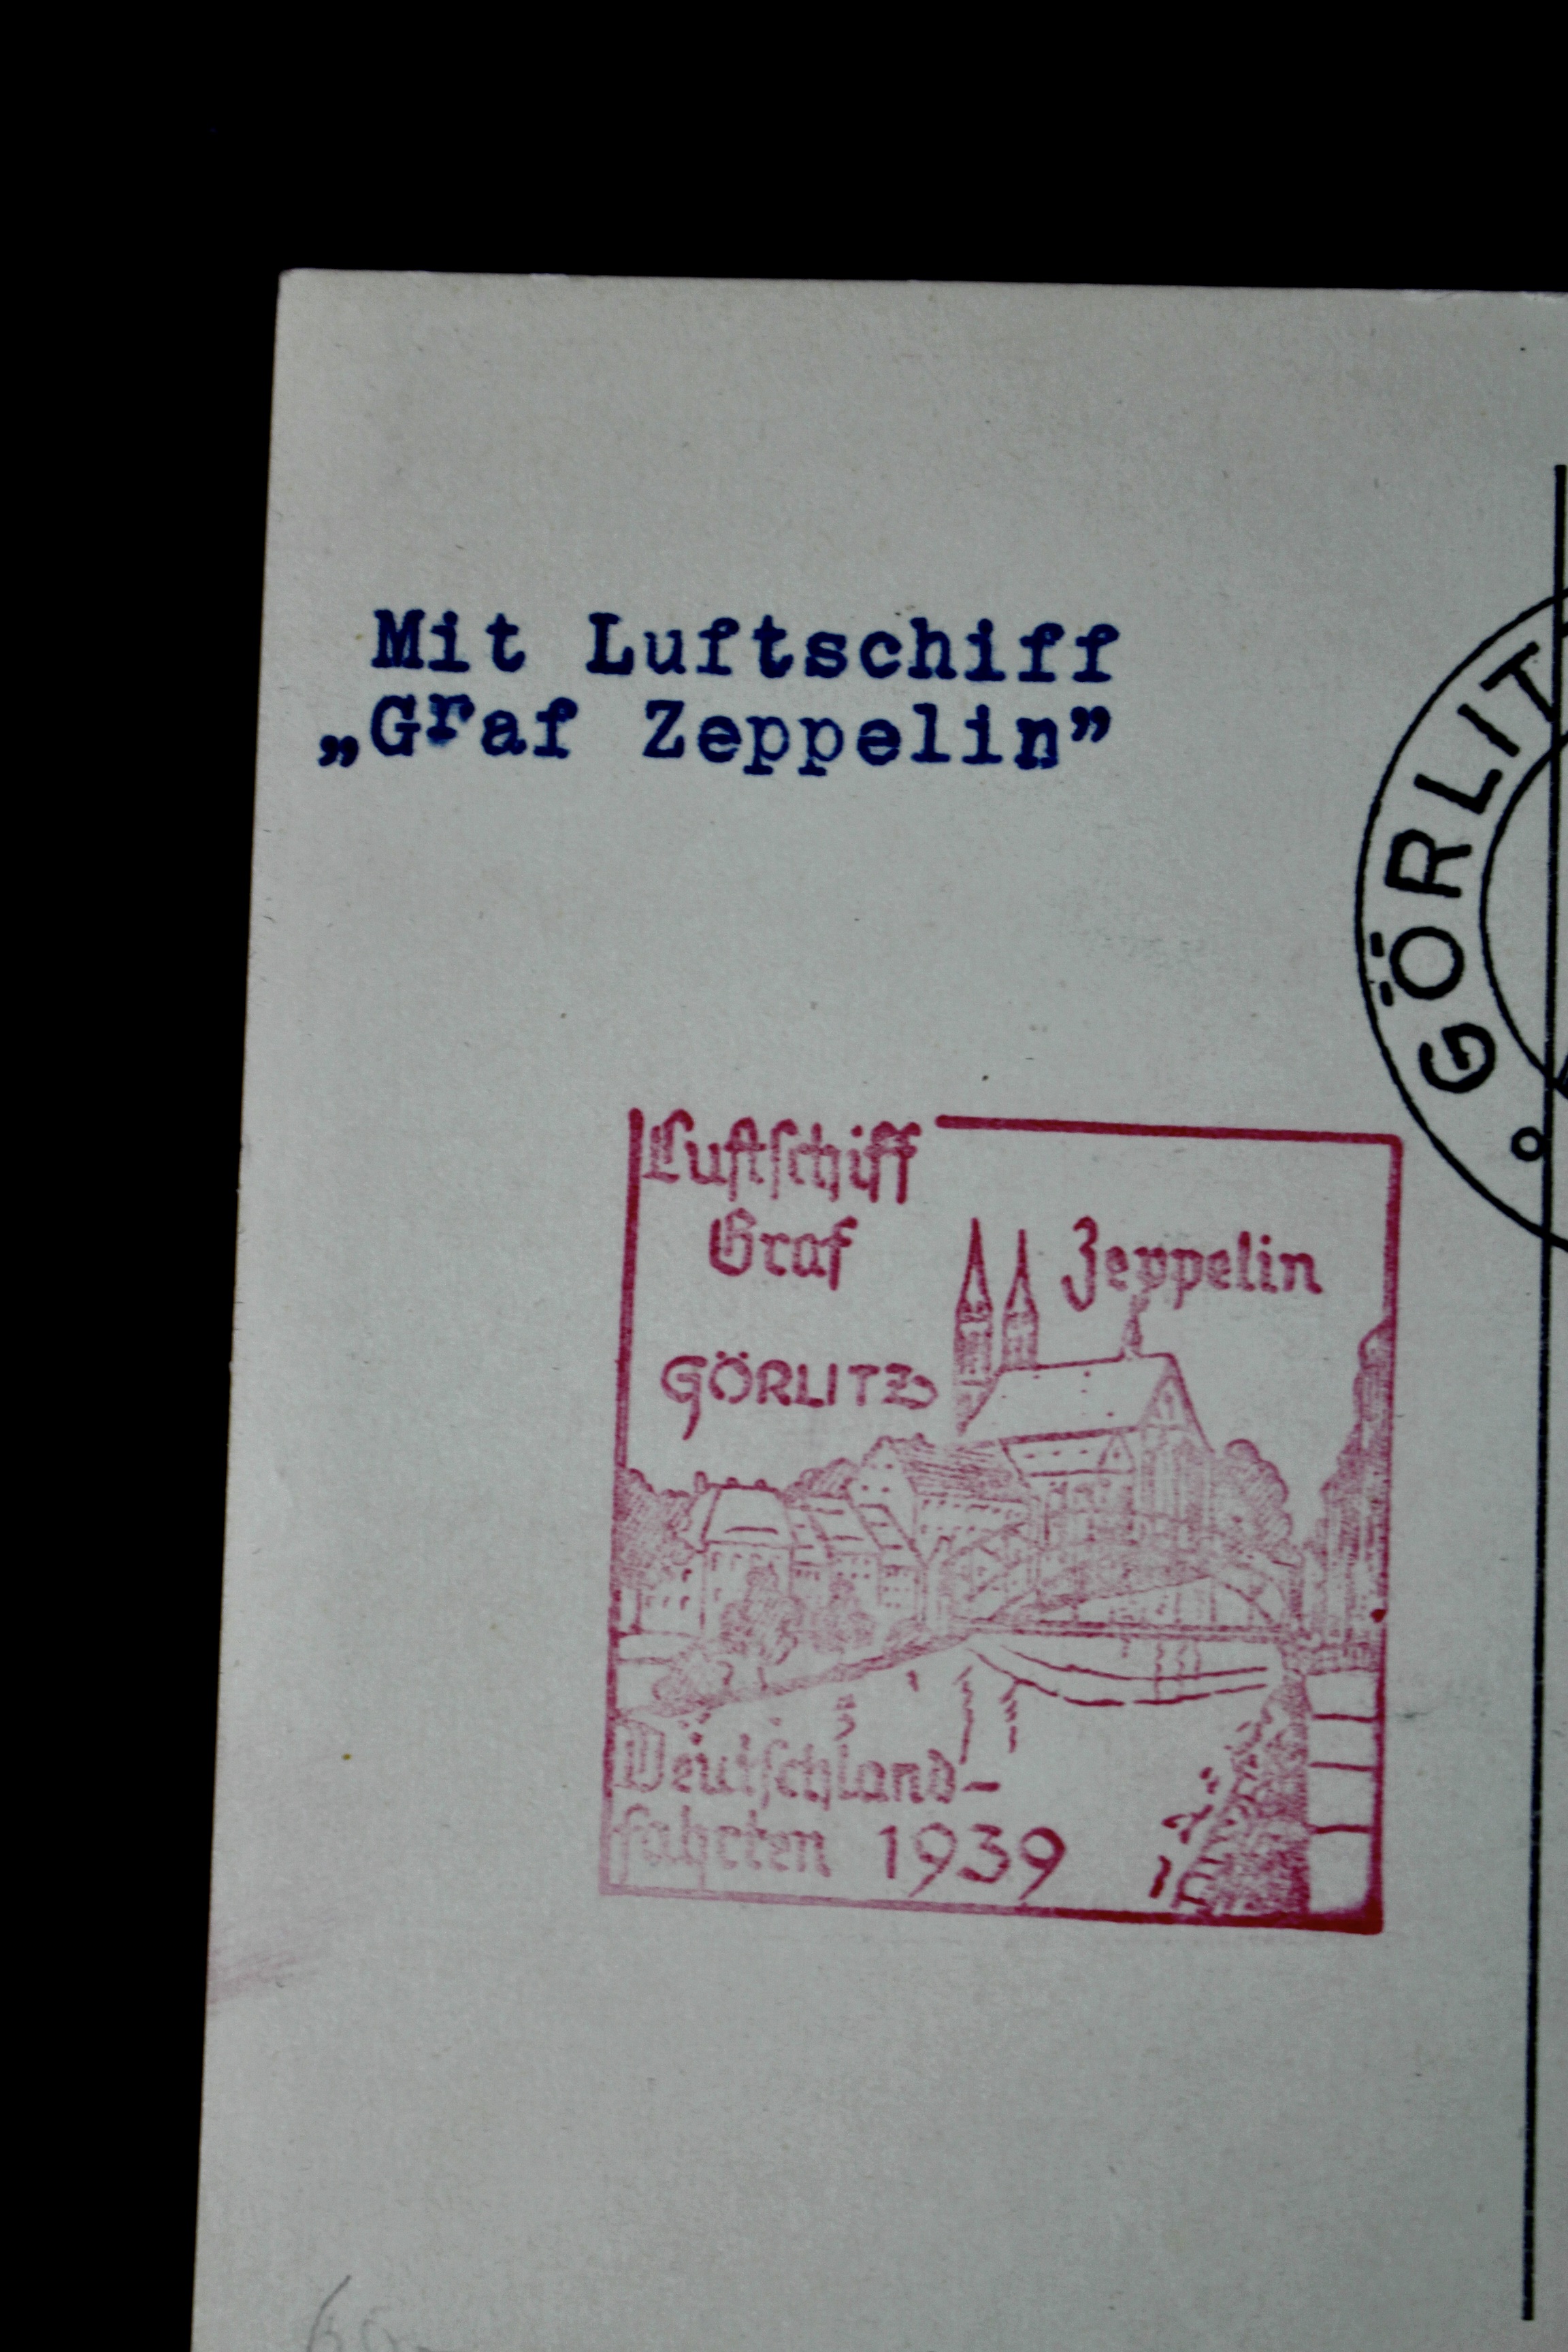 Mit Luftschiff
„Graf Zeppelin”
GÖRLIT
Luftschiff
Graf Zeppelin
GÖRLITZ
Deutschland-
fahrten 1939